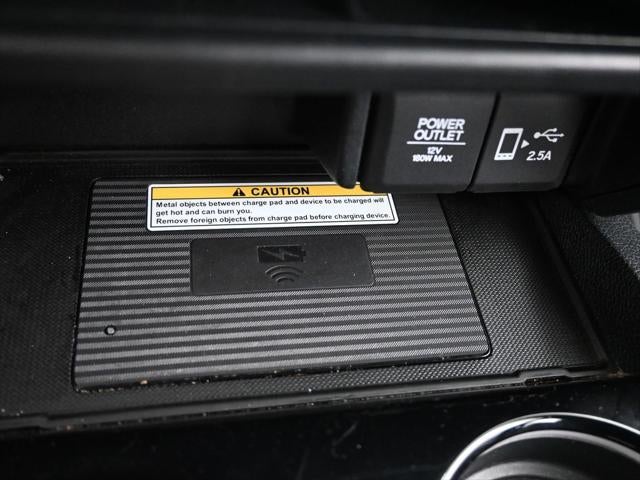 POWER
OUTLET
12V
180W MAX
2.5A
CAUTION
Metal objects between charge pad and device to be charged will
get hot and can burn you.
Remove foreign objects from charge pad before charging device.